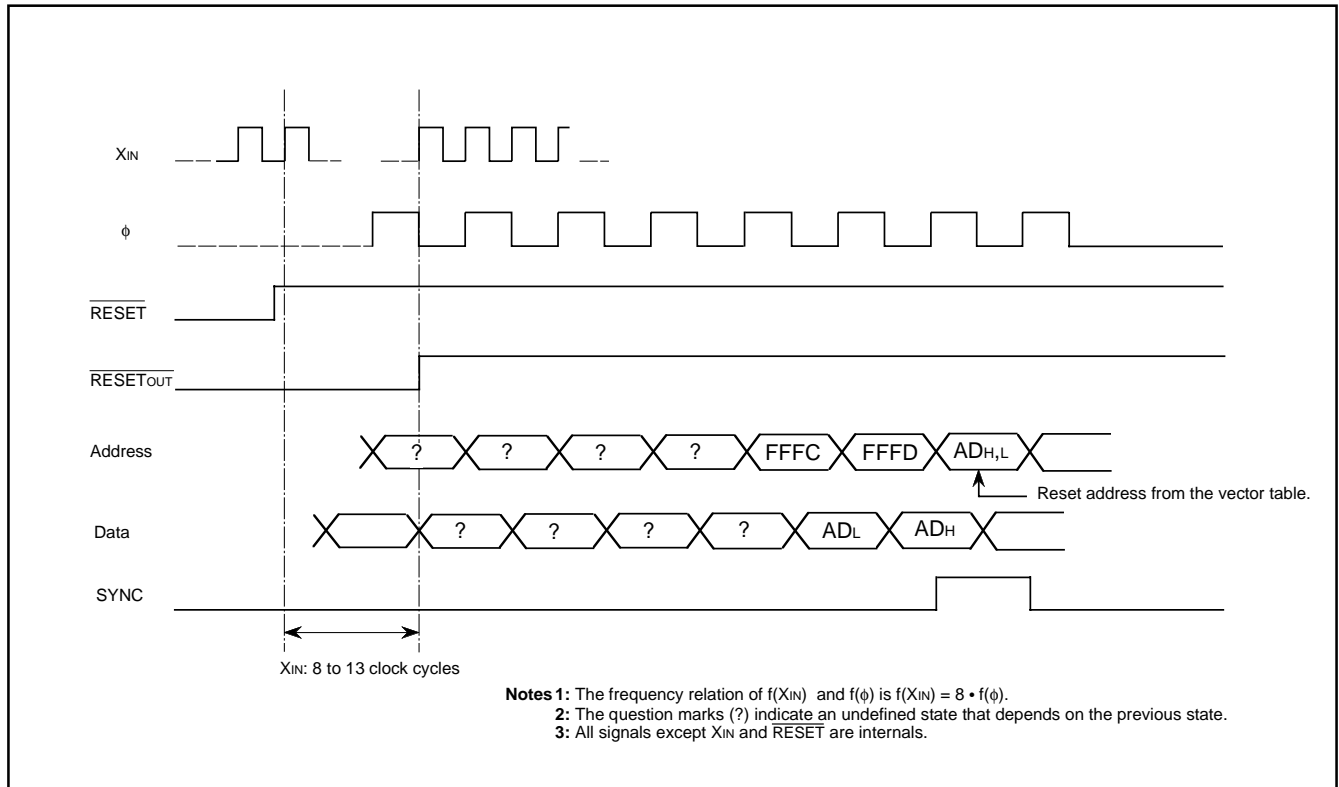 XIN
ϕ
RESET
RESETOUT
Address
? ? ? ? FFFC FFFD ADH,L
Reset address from the vector table.
Data
? ? ? ? ADL ADH
SYNC
XIN: 8 to 13 clock cycles
Notes 1: The frequency relation of f(XIN) and f(ϕ) is f(XIN) = 8 • f(ϕ).
2: The question marks (?) indicate an undefined state that depends on the previous state.
3: All signals except XIN and RESET are internals.